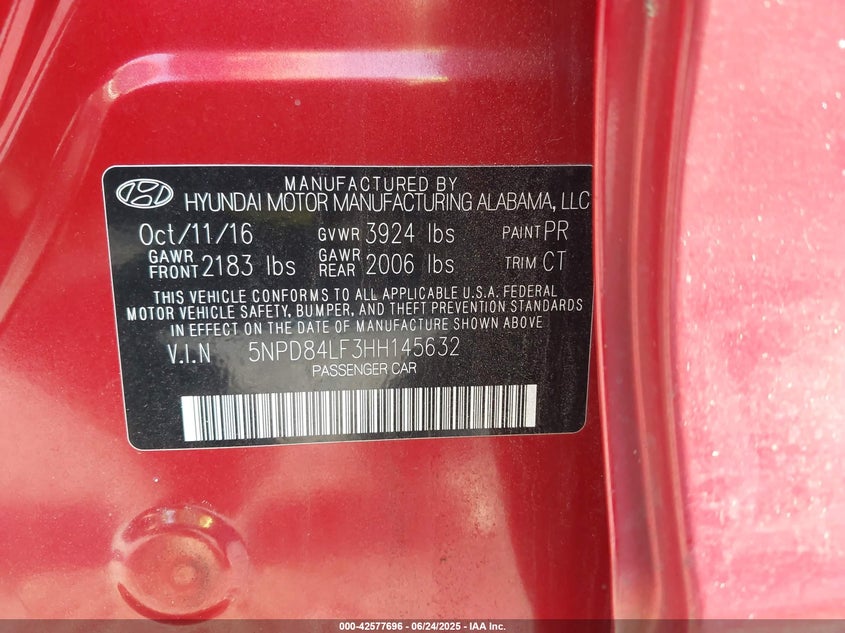 MANUFACTURED BY
HYUNDAI MOTOR MANUFACTURING ALABAMA, LLC
Oct/11/16 GVWR 3924 lbs PAINT PR
GAWR FRONT 2183 lbs GAWR REAR 2006 lbs TRIM CT
THIS VEHICLE CONFORMS TO ALL APPLICABLE U.S.A. FEDERAL
MOTOR VEHICLE SAFETY, BUMPER, AND THEFT PREVENTION STANDARDS
IN EFFECT ON THE DATE OF MANUFACTURE SHOWN ABOVE
V.I.N 5NPD84LF3HH145632
PASSENGER CAR
000-42577696 - 06/24/2025 - IAA Inc.